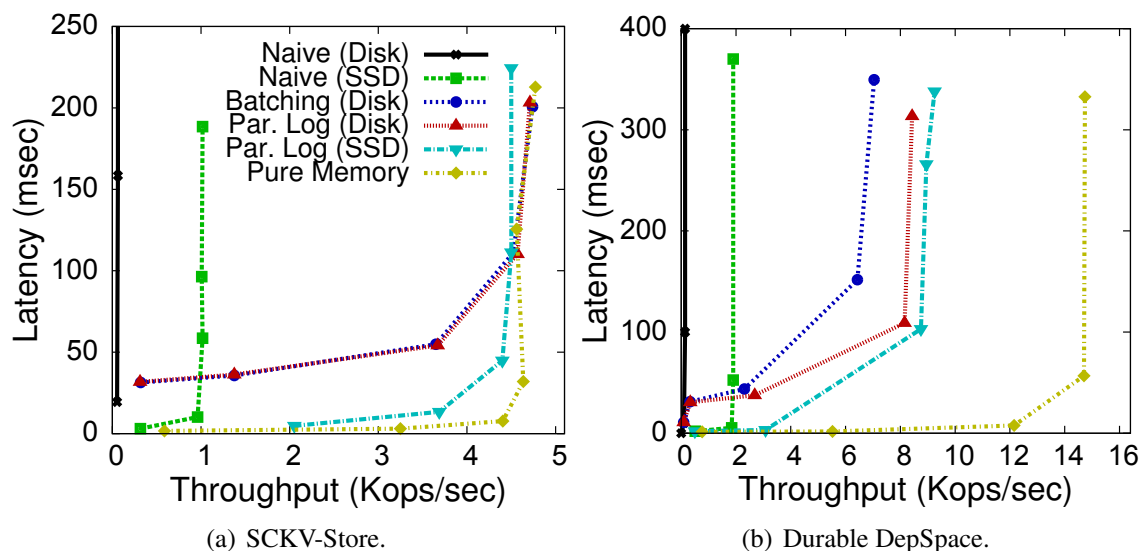 250
200
150
100
50
0
Latency (msec)
Naive (Disk)
Naive (SSD)
Batching (Disk)
Par. Log (Disk)
Par. Log (SSD)
Pure Memory
0 1 2 3 4 5
Throughput (Kops/sec)
(a) SCKV-Store.
400
300
200
100
0
Latency (msec)
0 2 4 6 8 10 12 14 16
Throughput (Kops/sec)
(b) Durable DepSpace.